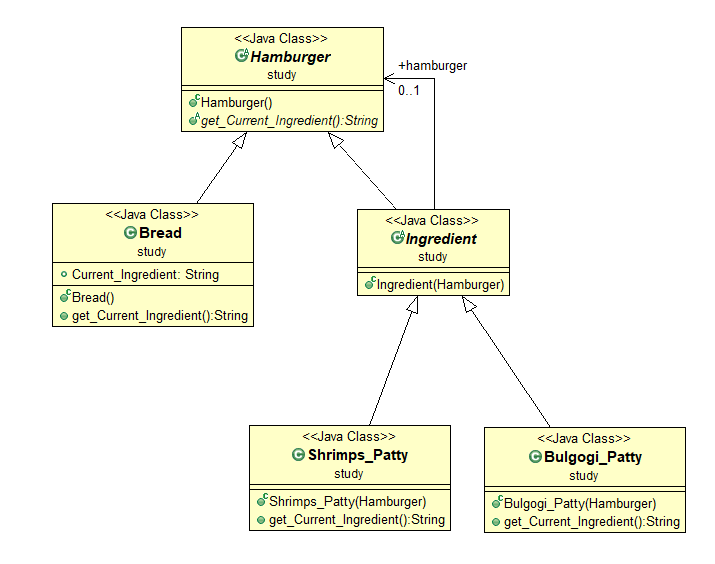 <<Java Class>>
Hamburger
study
Hamburger()
get_Current_Ingredient():String
+hamburger
0..1
<<Java Class>>
Bread
study
Current_Ingredient: String
Bread()
get_Current_Ingredient():String
<<Java Class>>
Ingredient
study
Ingredient(Hamburger)
<<Java Class>>
Shrimps_Patty
study
Shrimps_Patty(Hamburger)
get_Current_Ingredient():String
<<Java Class>>
Bulgogi_Patty
study
Bulgogi_Patty(Hamburger)
get_Current_Ingredient():String